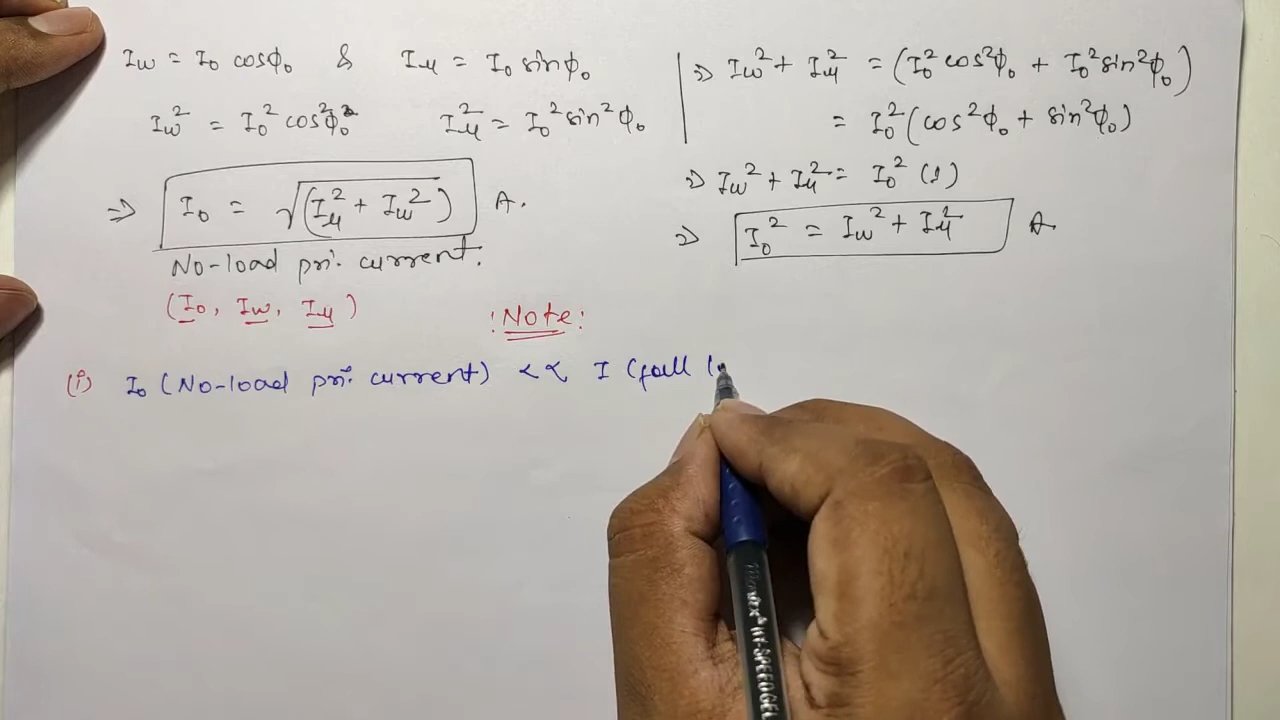 Iw = I₀ cosφ₀ & Iμ = I₀ sinφ₀
Iw² = I₀² cos²φ₀ Iμ² = I₀² sin²φ₀
⇒ I₀ = √(Iμ² + Iw²) A.
No-load pri. current.
(I₀, Iw, Iμ)
⇒ Iw² + Iμ² = (I₀² cos²φ₀ + I₀² sin²φ₀)
= I₀² (cos²φ₀ + sin²φ₀)
⇒ Iw² + Iμ² = I₀² (1)
⇒ I₀² = Iw² + Iμ² A
: Note :
(i) I₀ (No-load pri. current) << I (full l